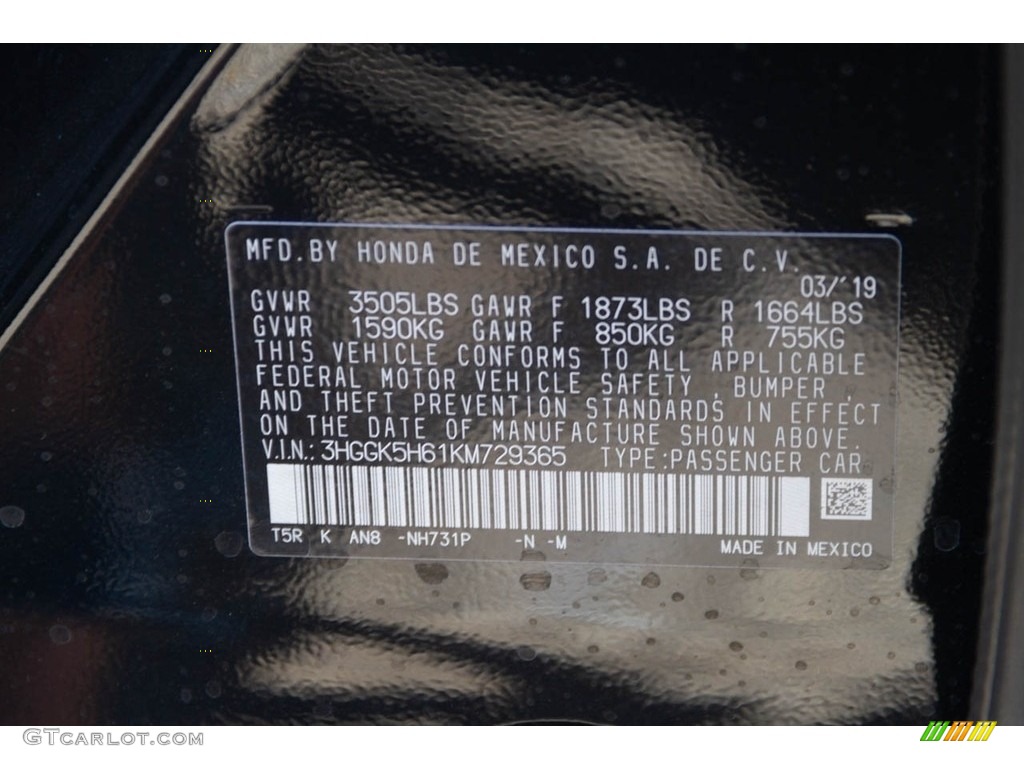 MFD.BY HONDA DE MEXICO S.A. DE C.V.
03/'19
GVWR 3505LBS GAWR F 1873LBS R 1664LBS
GVWR 1590KG GAWR F 850KG R 755KG
THIS VEHICLE CONFORMS TO ALL APPLICABLE
FEDERAL MOTOR VEHICLE SAFETY, BUMPER,
AND THEFT PREVENTION STANDARDS IN EFFECT
ON THE DATE OF MANUFACTURE SHOWN ABOVE.
V.I.N.: 3HGGK5H61KM729365 TYPE:PASSENGER CAR
T5R K AN8 -NH731P -N -M
MADE IN MEXICO
GTCarlot.com